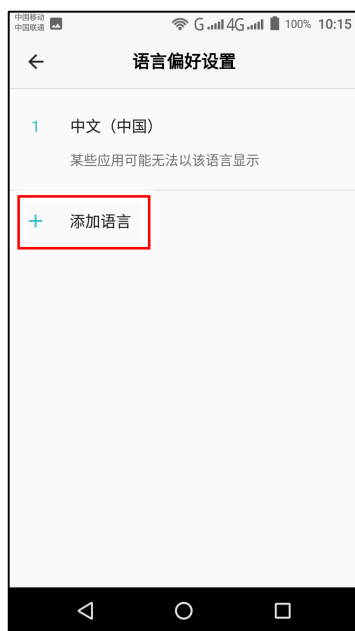 中国移动
中国联通
G 4G 100% 10:15
语言偏好设置
1 中文（中国）
某些应用可能无法以该语言显示
+ 添加语言